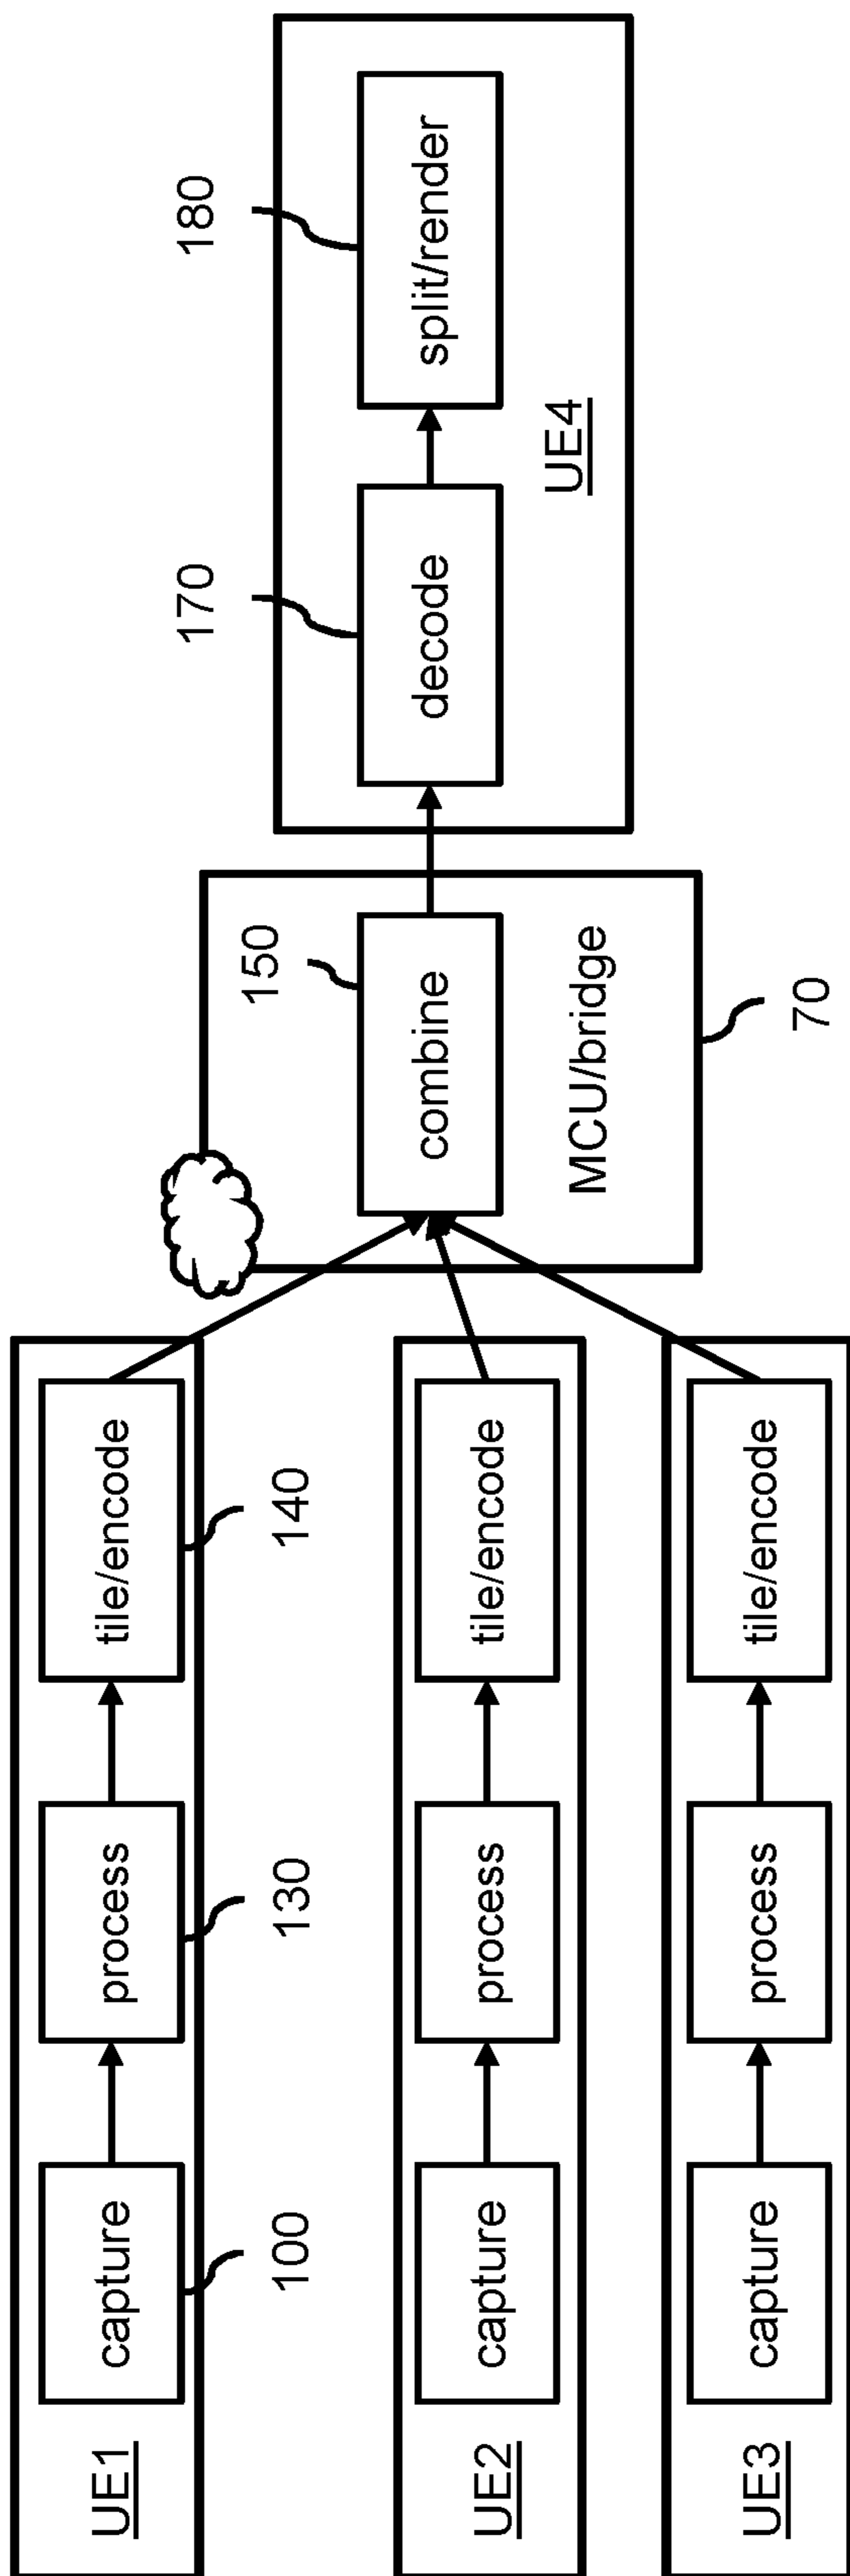 UE1
capture
process
tile/encode
100
130
140
UE2
capture
process
tile/encode
UE3
capture
process
tile/encode
150
combine
MCU/bridge
70
170
180
decode
split/render
UE4